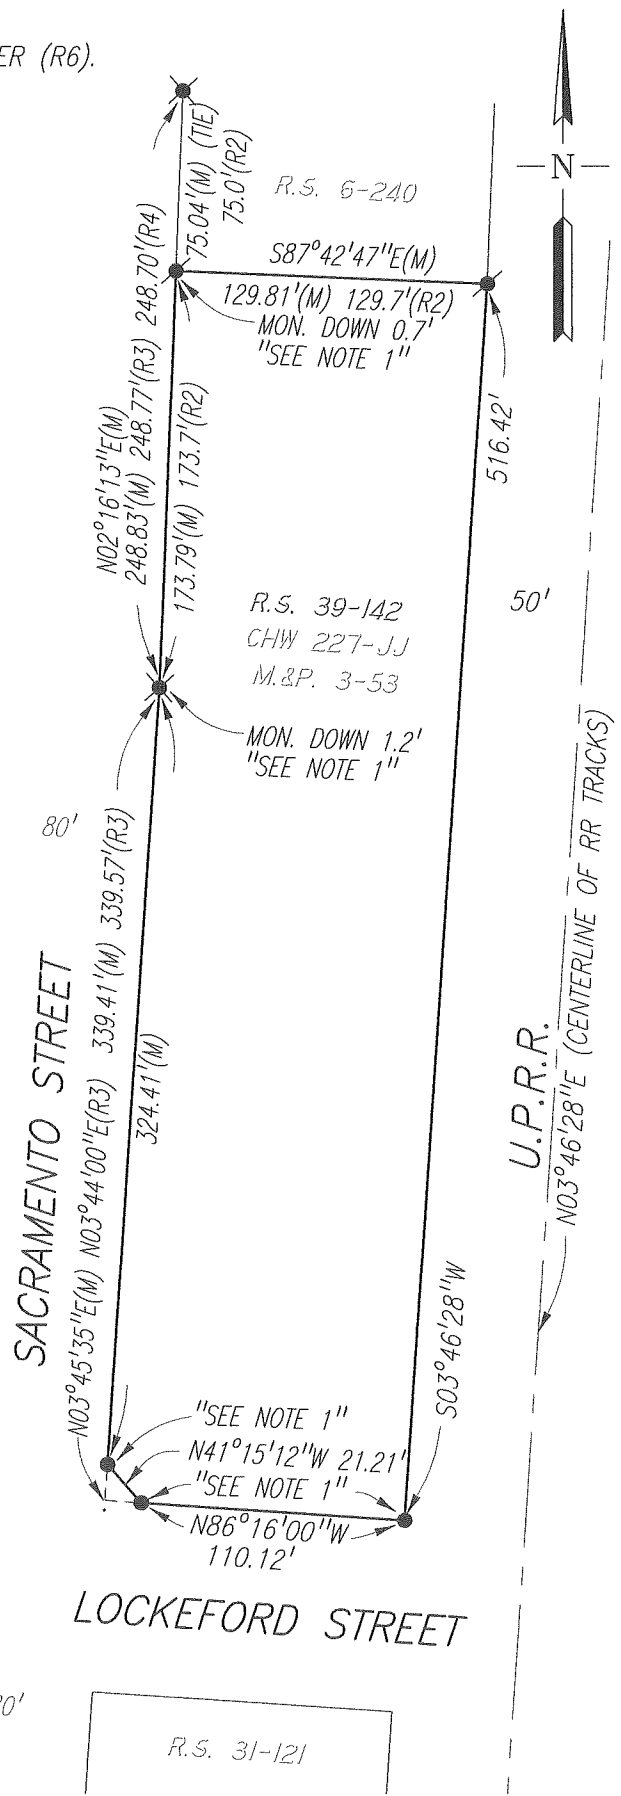 ER (R6).
75.04'(M) (TIE)
75.0'(R2)
R.S. 6-240
N
S87°42'47"E(M)
129.81'(M) 129.7'(R2)
MON. DOWN 0.7'
"SEE NOTE 1"
N02°16'13"E(M)
248.83'(M) 248.77'(R3) 248.70'(R4)
173.79'(M) 173.7'(R2)
516.42'
R.S. 39-142
CHW 227-JJ
M.&P. 3-53
50'
MON. DOWN 1.2'
"SEE NOTE 1"
80'
SACRAMENTO STREET
N03°45'35"E(M) N03°44'00"E(R3) 339.41'(M) 339.57'(R3)
324.41'(M)
U.P.R.R.
N03°46'28"E (CENTERLINE OF RR TRACKS)
S03°46'28"W
"SEE NOTE 1"
N41°15'12"W 21.21'
"SEE NOTE 1"
N86°16'00"W
110.12'
LOCKEFORD STREET
0'
R.S. 31-121